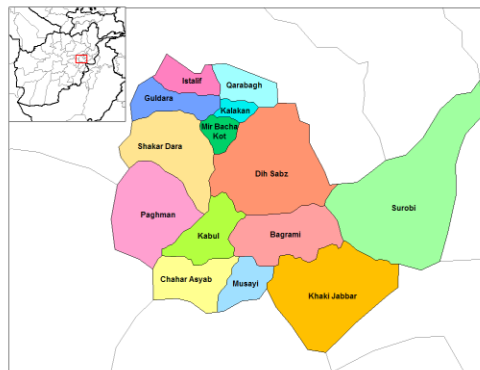 Istalif
Qarabagh
Guldara
Kalakan
Mir Bacha
Kot
Shakar Dara
Dih Sabz
Paghman
Surobi
Kabul
Bagrami
Chahar Asyab
Musayi
Khaki Jabbar